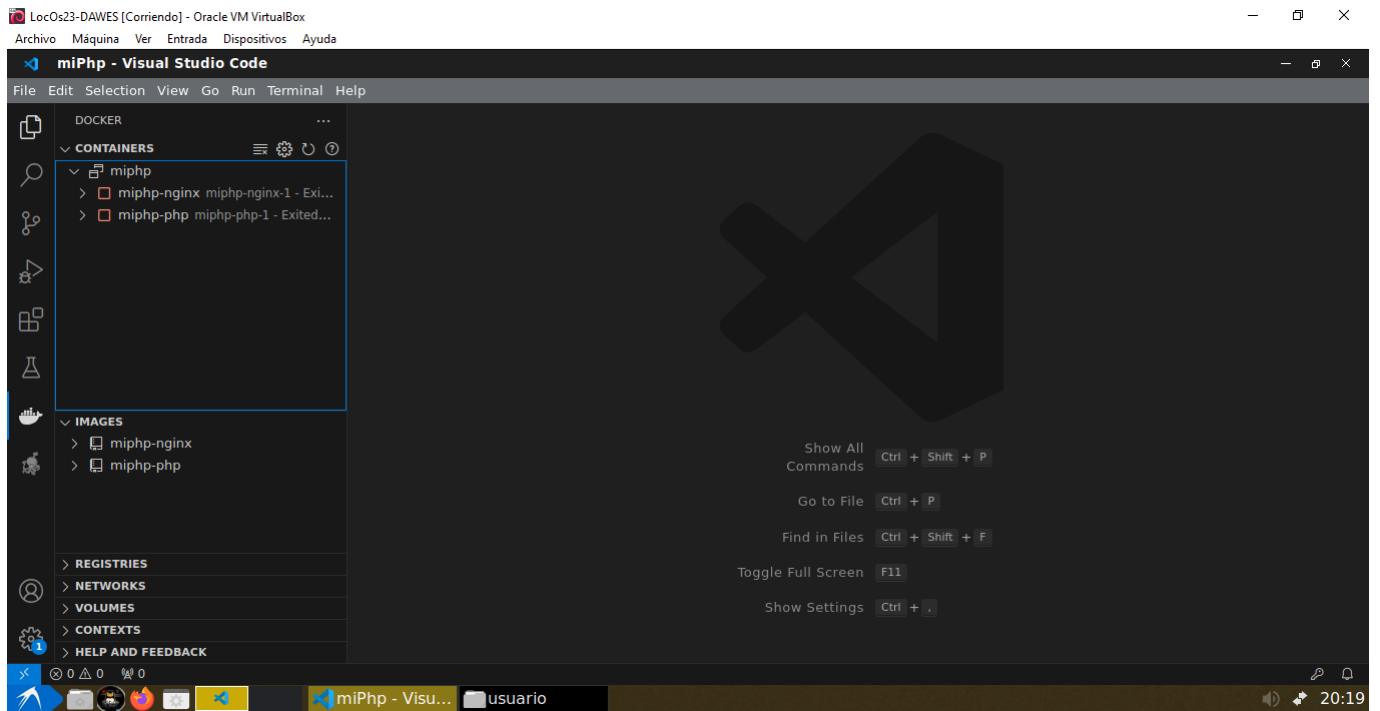 LocOs23-DAWES [Corriendo] - Oracle VM VirtualBox
Archivo Máquina Ver Entrada Dispositivos Ayuda
miPhp - Visual Studio Code
File Edit Selection View Go Run Terminal Help
DOCKER
CONTAINERS
miphp
miphp-nginx miphp-nginx-1 - Exi...
miphp-php miphp-php-1 - Exited...
IMAGES
miphp-nginx
miphp-php
REGISTRIES
NETWORKS
VOLUMES
CONTEXTS
HELP AND FEEDBACK
Show All
Commands Ctrl + Shift + P
Go to File Ctrl + P
Find in Files Ctrl + Shift + F
Toggle Full Screen F11
Show Settings Ctrl + ,
1
0 0 0
miPhp - Visu... usuario 20:19